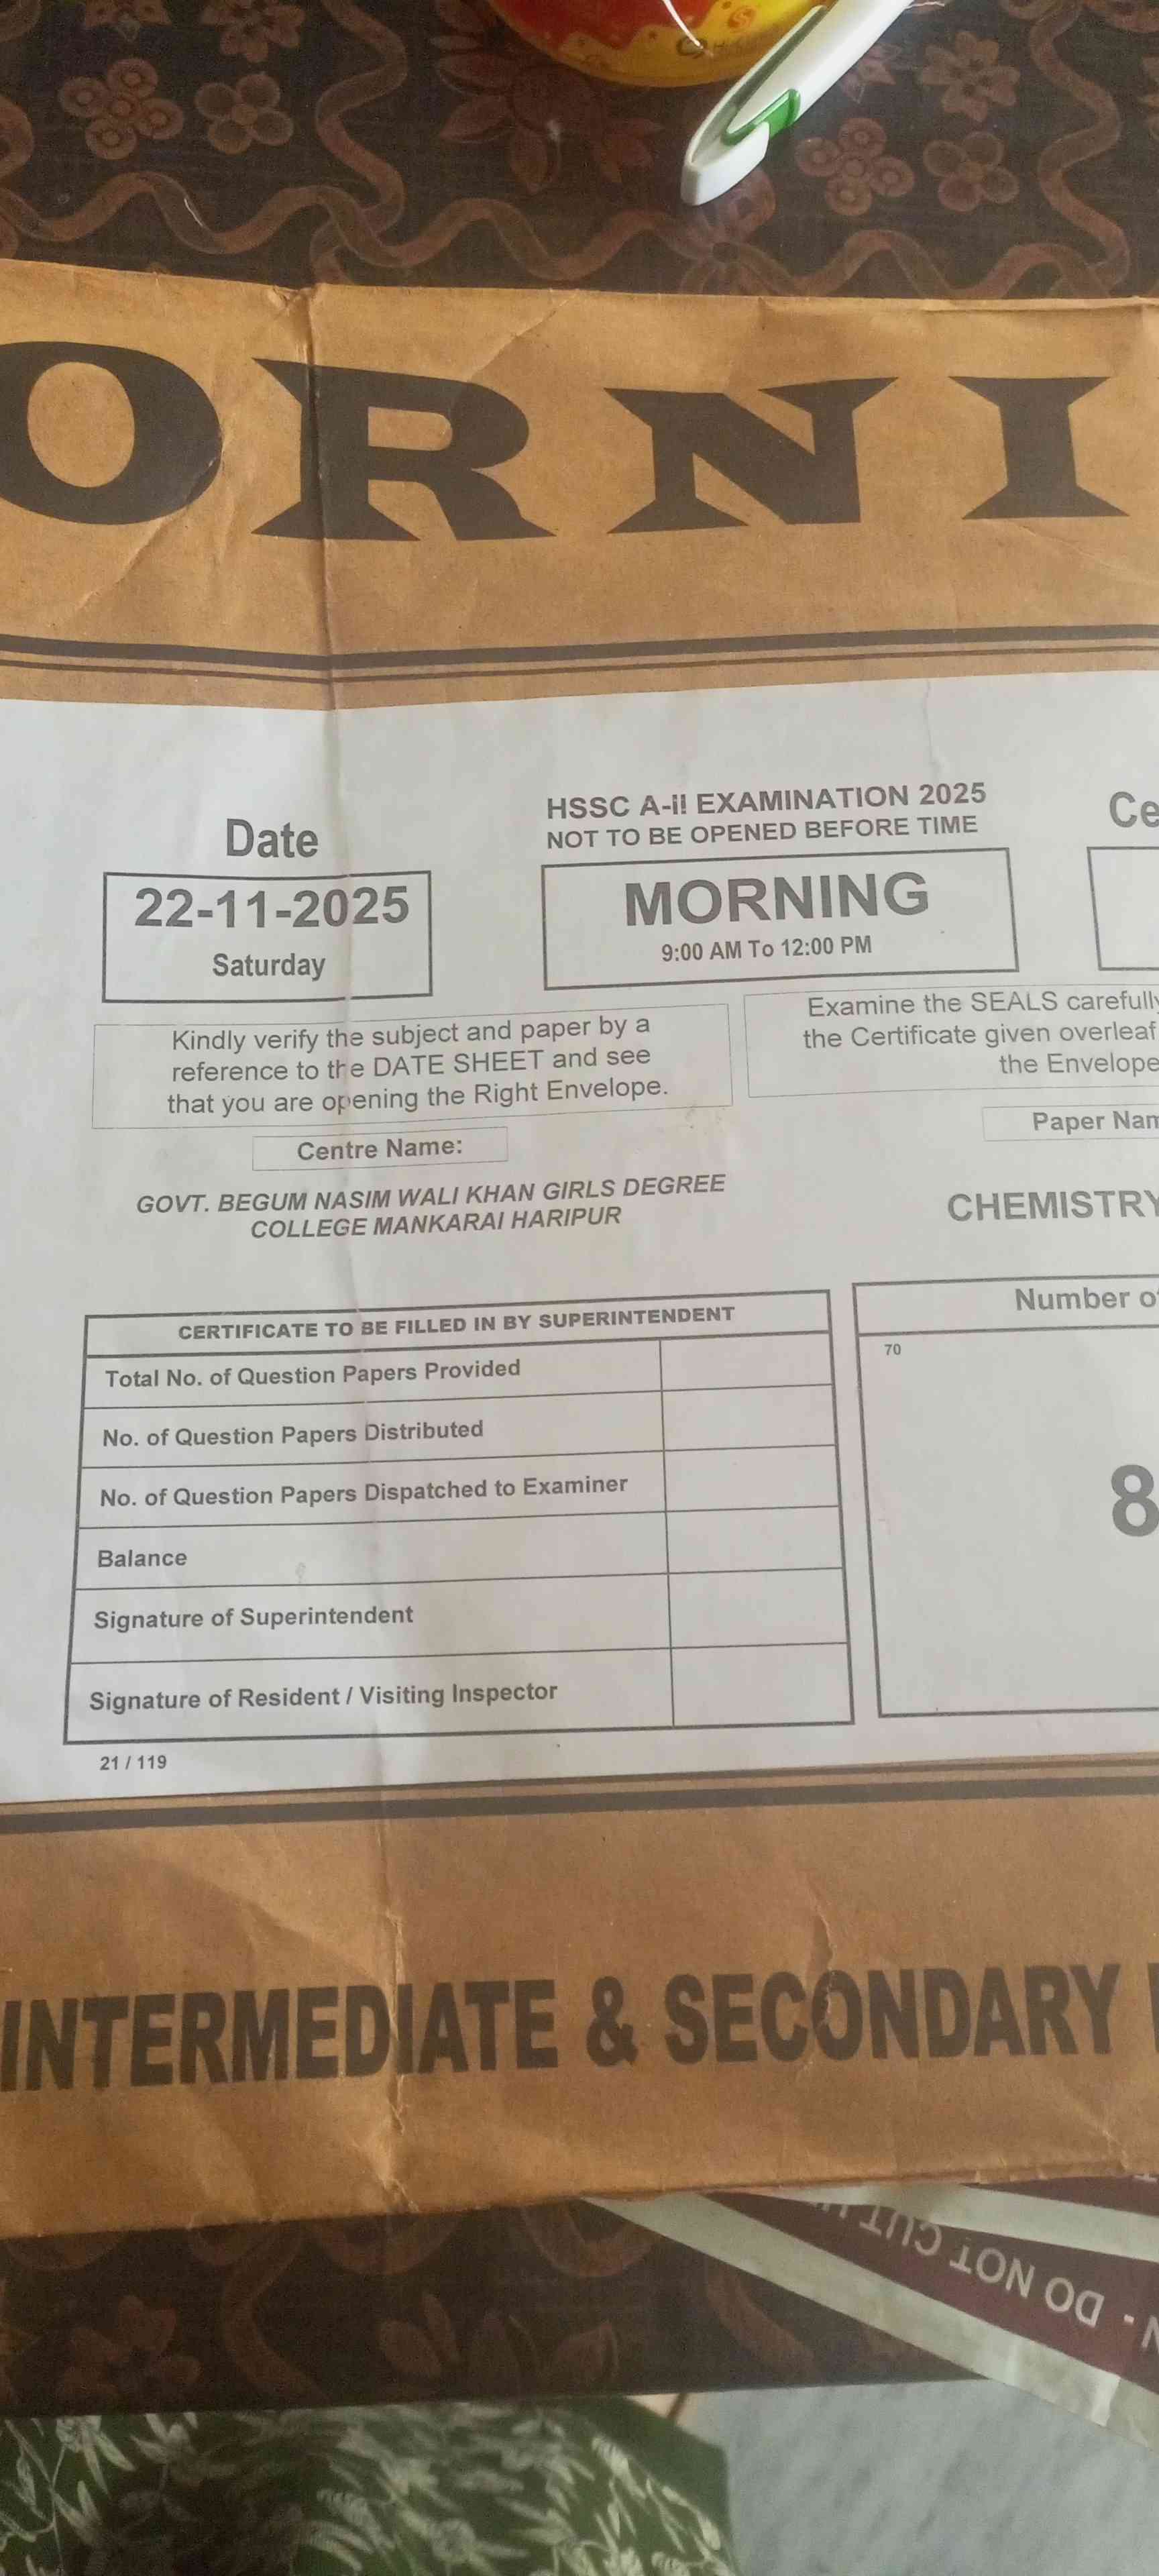 ORNI
HSSC A-iI EXAMINATION 2025
NOT TO BE OPENED BEFORE TIME
Date
22-11-2025
Saturday
MORNING
9:00 AM To 12:00 PM
Ce
Kindly verify the subject and paper by a
reference to the DATE SHEET and see
that you are opening the Right Envelope.
Examine the SEALS carefully
the Certificate given overleaf
the Envelope
Centre Name:
GOVT. BEGUM NASIM WALI KHAN GIRLS DEGREE
COLLEGE MANKARAI HARIPUR
Paper Nam
CHEMISTRY
CERTIFICATE TO BE FILLED IN BY SUPERINTENDENT
Total No. of Question Papers Provided
No. of Question Papers Distributed
No. of Question Papers Dispatched to Examiner
Balance
Signature of Superintendent
Signature of Resident / Visiting Inspector
Number of
70
8
21 / 119
INTERMEDIATE & SECONDARY
DO NOT CUT